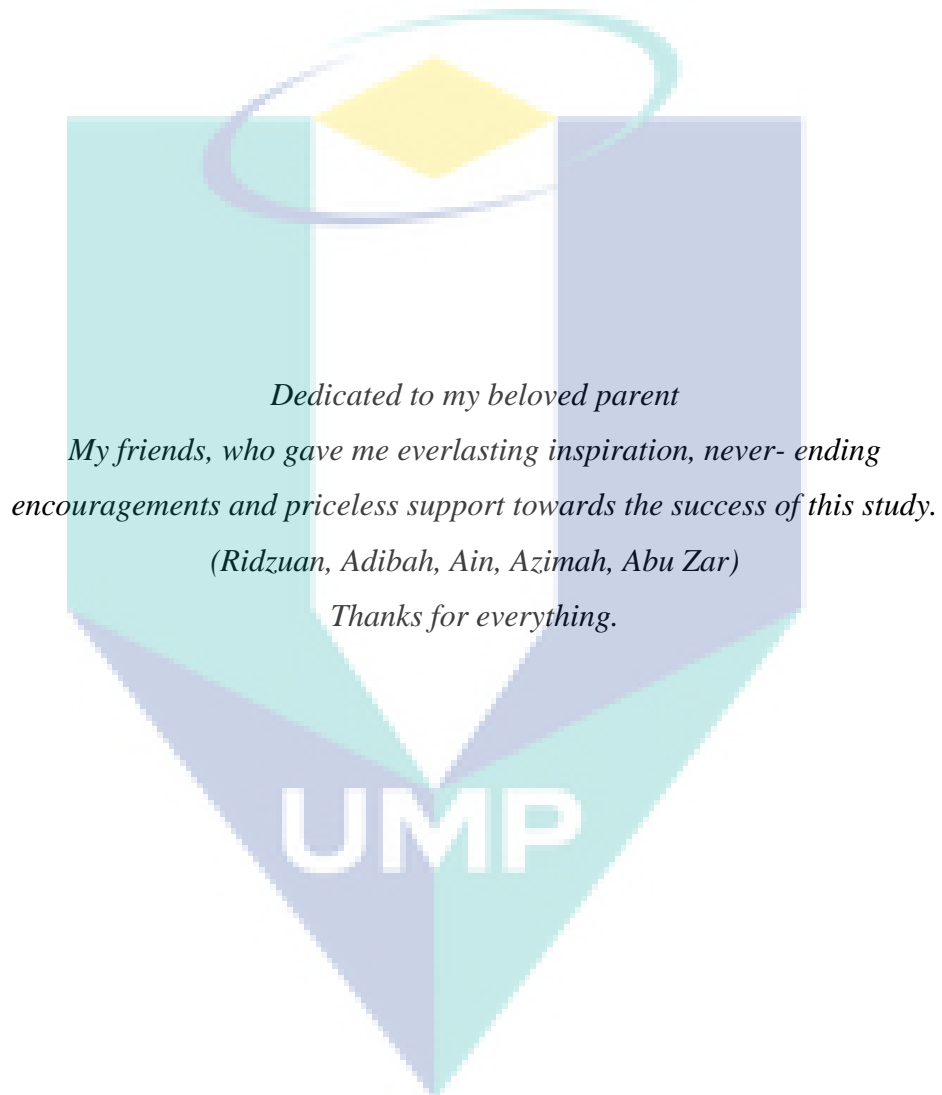 Dedicated to my beloved parent
My friends, who gave me everlasting inspiration, never- ending
encouragements and priceless support towards the success of this study.
(Ridzuan, Adibah, Ain, Azimah, Abu Zar)
Thanks for everything.
UMP